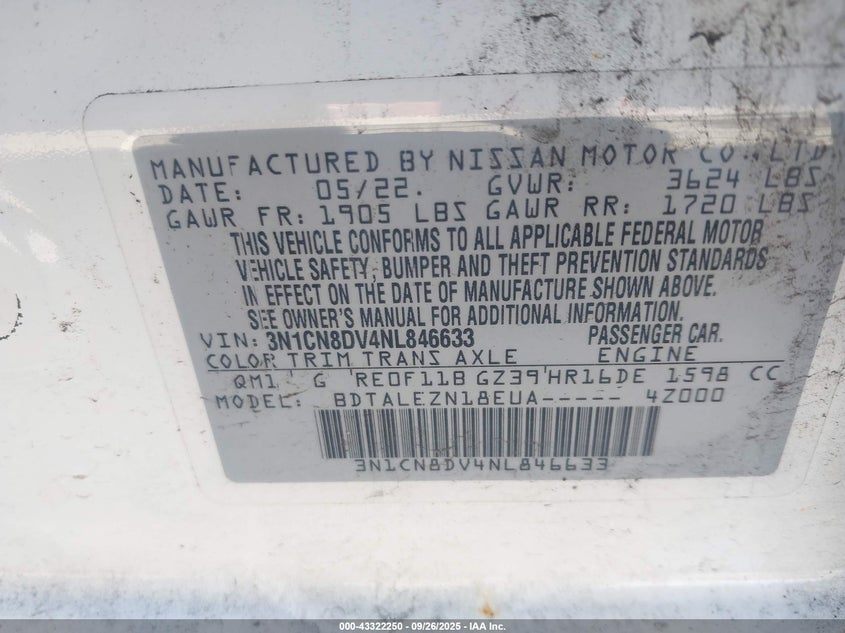 MANUFACTURED BY NISSAN MOTOR CO., LTD
DATE: 05/22. GVWR: 3624 LBS
GAWR FR: 1905 LBS GAWR RR: 1720 LBS
THIS VEHICLE CONFORMS TO ALL APPLICABLE FEDERAL MOTOR
VEHICLE SAFETY, BUMPER AND THEFT PREVENTION STANDARDS
IN EFFECT ON THE DATE OF MANUFACTURE SHOWN ABOVE.
SEE OWNER'S MANUAL FOR ADDITIONAL INFORMATION.
VIN: 3N1CN8DV4NL846633 PASSENGER CAR.
COLOR TRIM TRANS AXLE ENGINE
QM1 G RE0F11B GZ39 HR16DE 1598 CC
MODEL: BDTALEZN18EUA----- 4Z000
3N1CN8DV4NL846633
000-43322250 - 09/26/2025 - IAA Inc.